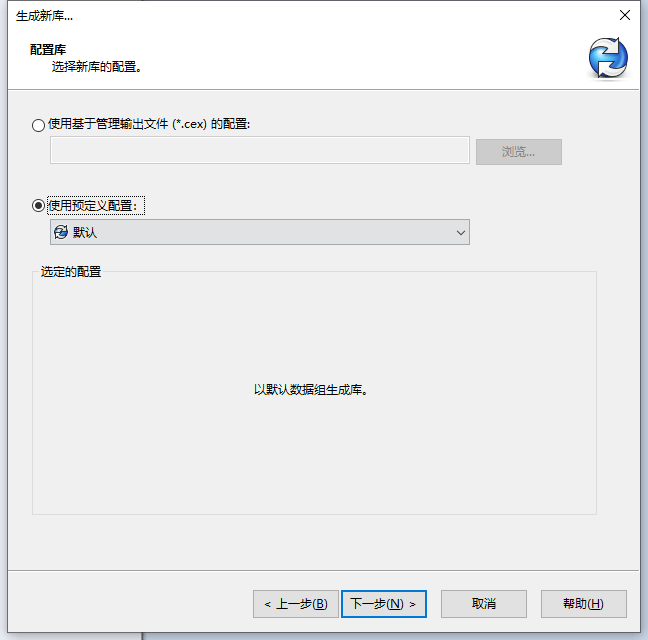 生成新库...
配置库
选择新库的配置。
使用基于管理输出文件 (*.cex) 的配置:
浏览...
使用预定义配置：
默认
选定的配置
以默认数据组生成库。
< 上一步(B)
下一步(N) >
取消
帮助(H)